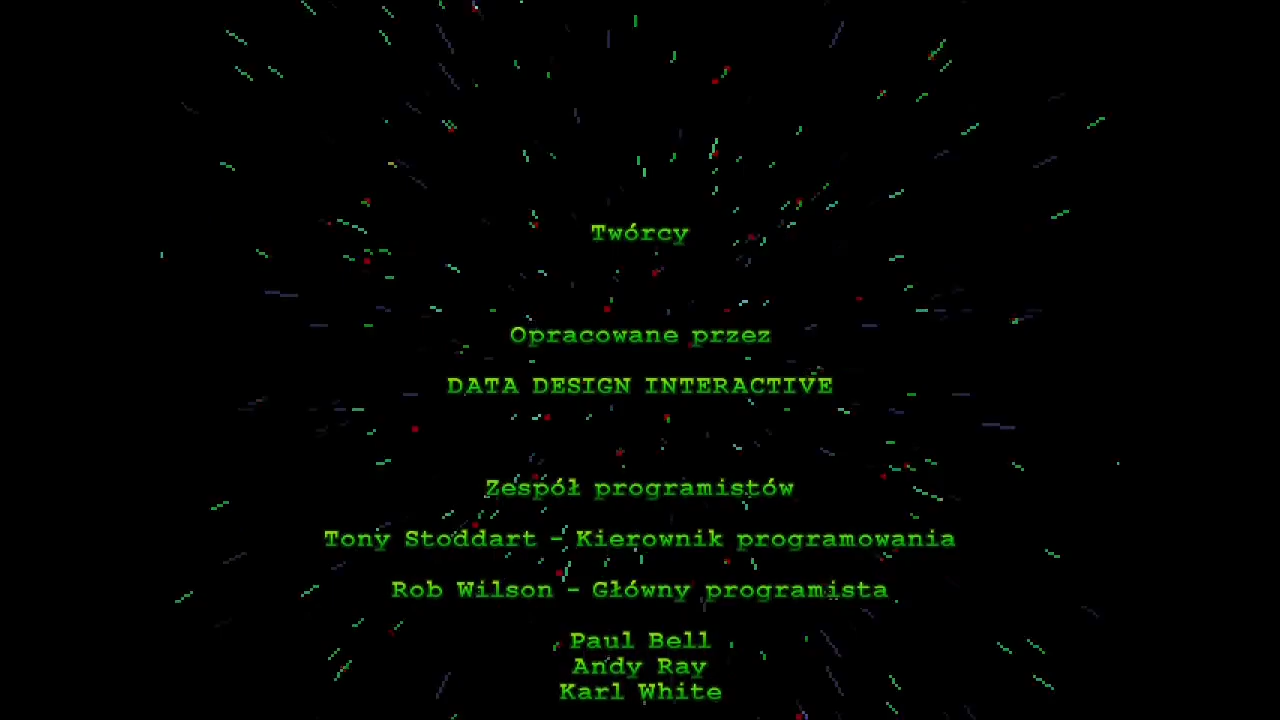 Twórcy
Opracowane przez
DATA DESIGN INTERACTIVE
Zespół programistów
Tony Stoddart - Kierownik programowania
Rob Wilson - Główny programista
Paul Bell
Andy Ray
Karl White